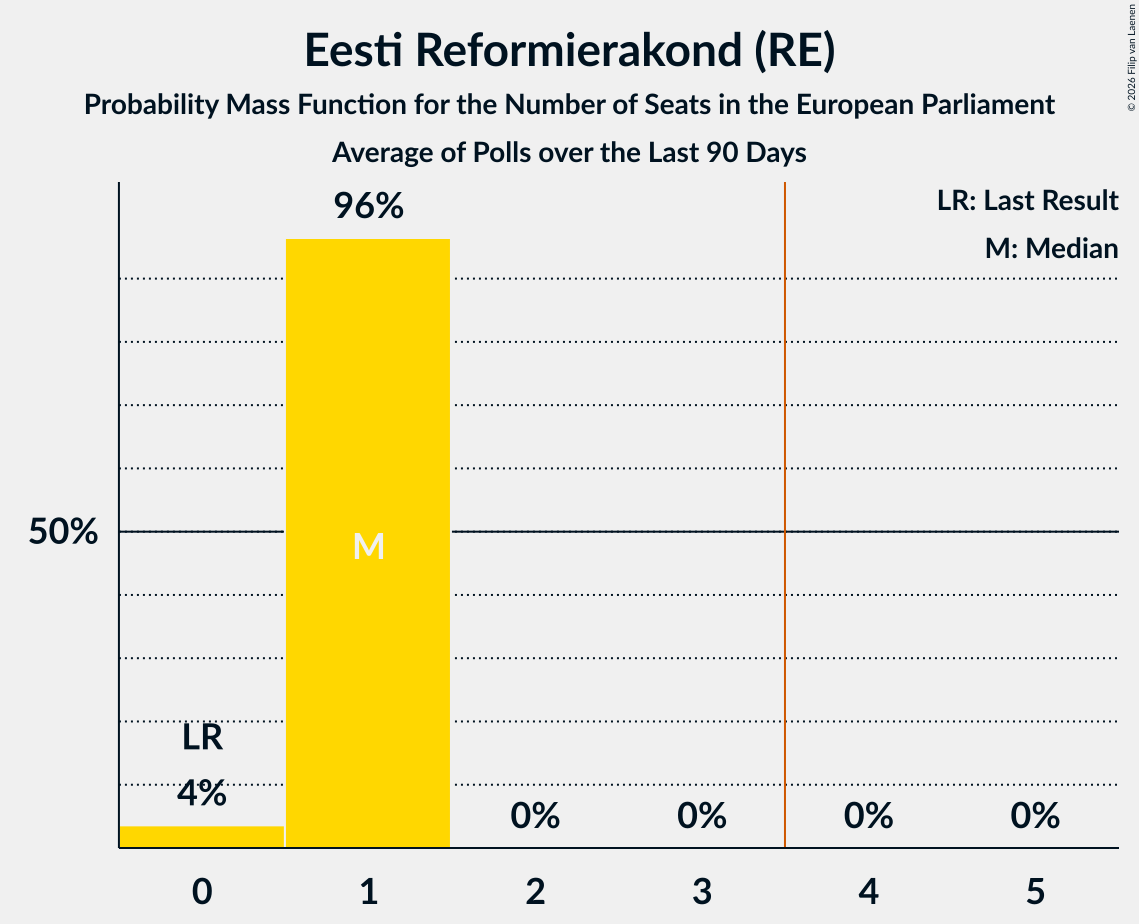 Eesti Reformierakond (RE)
Probability Mass Function for the Number of Seats in the European Parliament
Average of Polls over the Last 90 Days
© 2026 Filip van Laenen
LR: Last Result
M: Median
96%
50%
M
LR
4%
0%
0%
0%
0%
0
1
2
3
4
5